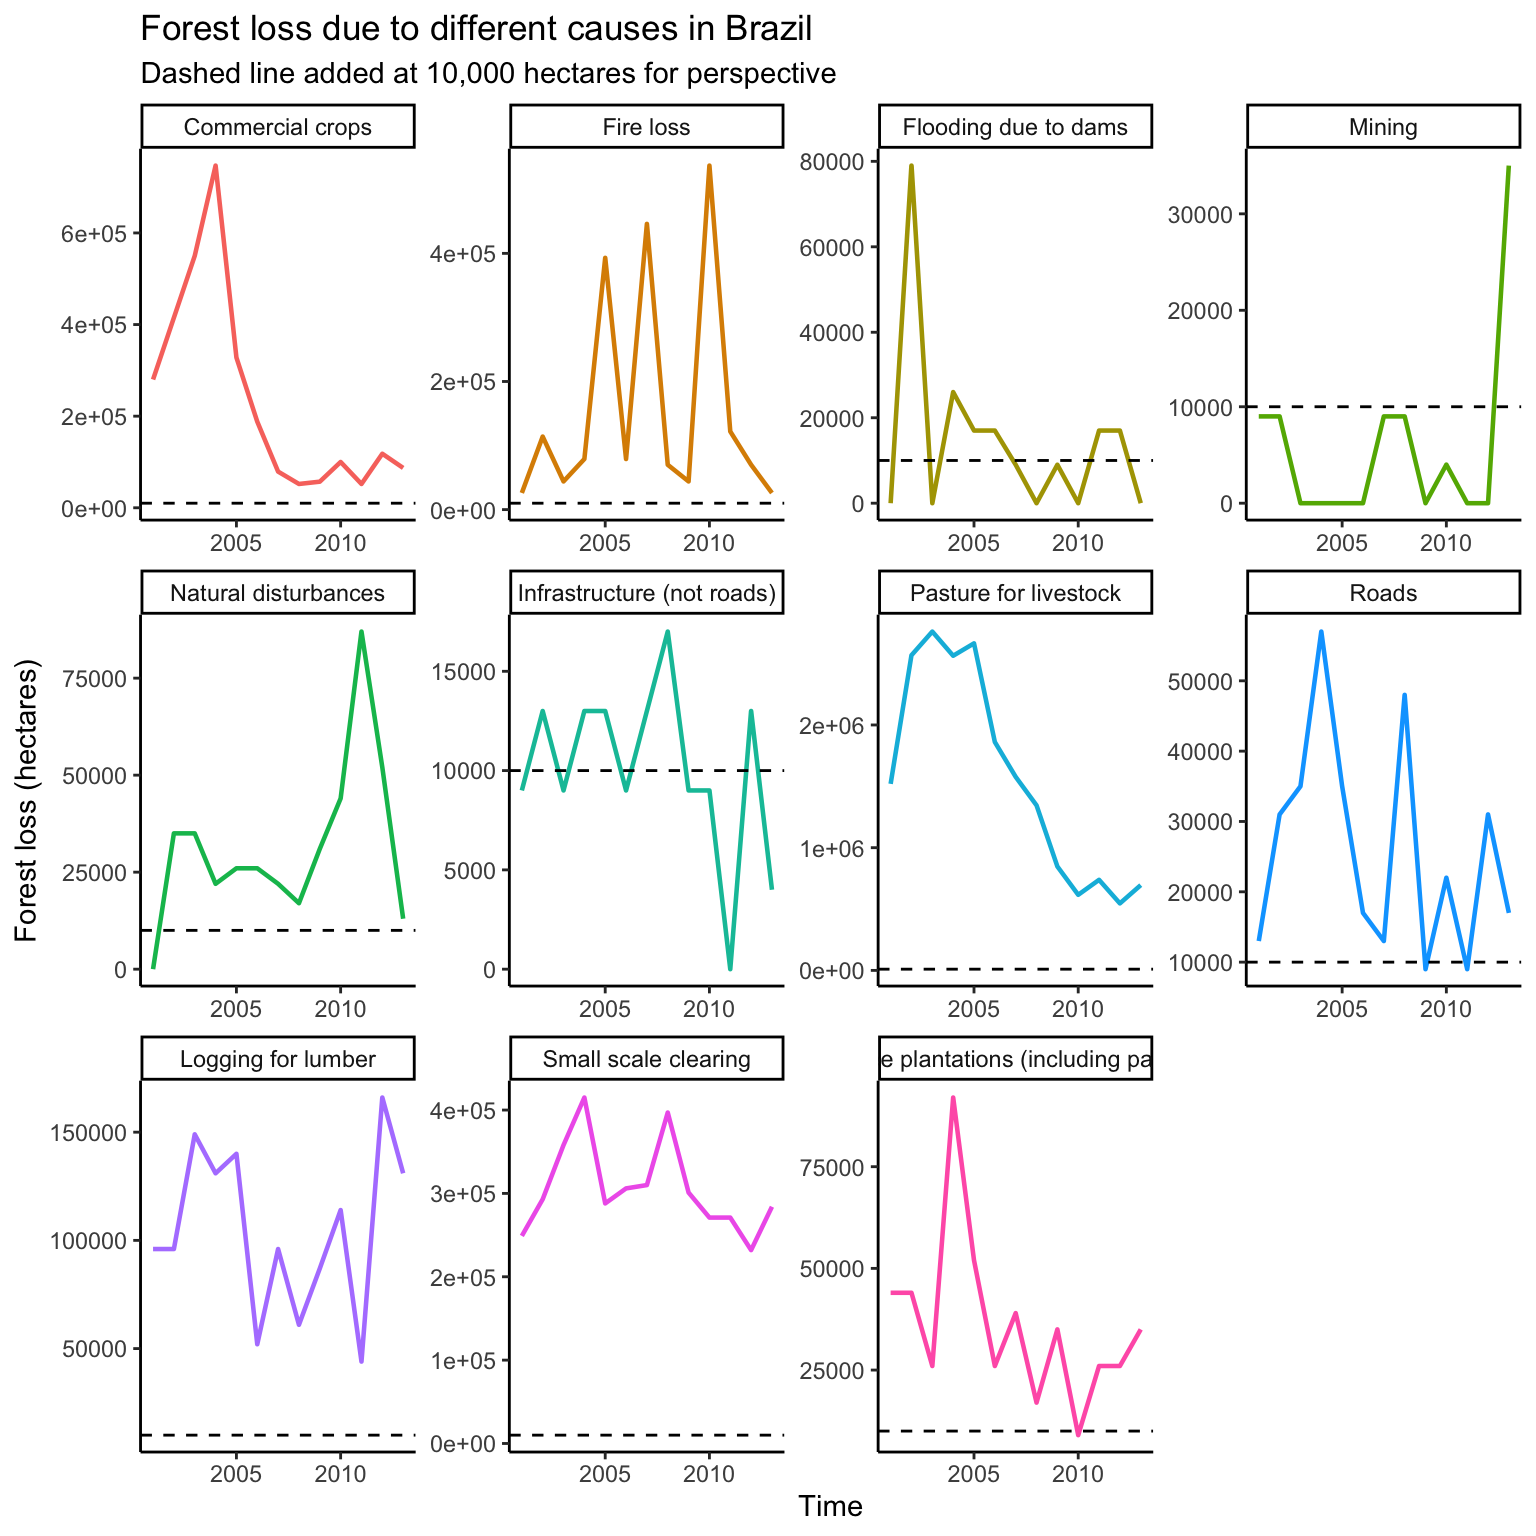 Forest loss due to different causes in Brazil
Dashed line added at 10,000 hectares for perspective
Commercial crops
Fire loss
Flooding due to dams
Mining
6e+05
4e+05
2e+05
0e+00
2005
2010
4e+05
2e+05
0e+00
2005
2010
80000
60000
40000
20000
0
2005
2010
30000
20000
10000
0
2005
2010
Natural disturbances
Infrastructure (not roads)
Pasture for livestock
Roads
Forest loss (hectares)
75000
50000
25000
0
2005
2010
15000
10000
5000
0
2005
2010
2e+06
1e+06
0e+00
2005
2010
50000
40000
30000
20000
10000
2005
2010
Logging for lumber
Small scale clearing
e plantations (including pa
150000
100000
50000
2005
2010
4e+05
3e+05
2e+05
1e+05
0e+00
2005
2010
75000
50000
25000
2005
2010
Time